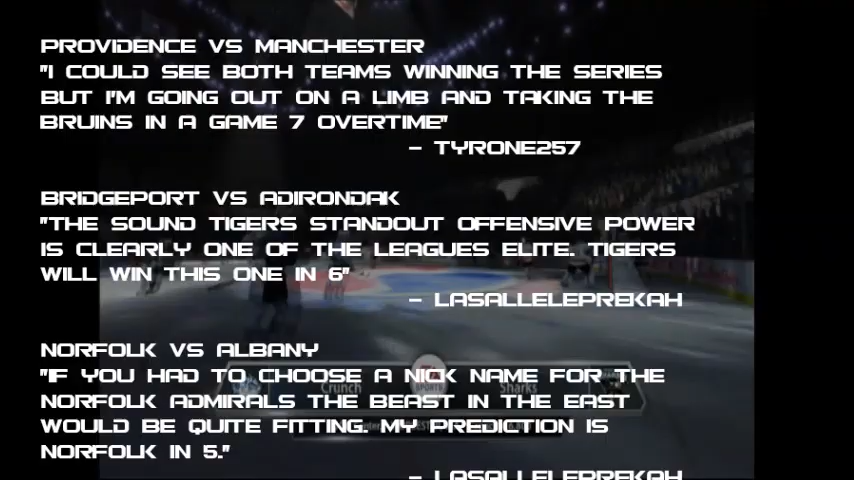 PROVIDENCE VS MANCHESTER
"I COULD SEE BOTH TEAMS WINNING THE SERIES
BUT I'M GOING OUT ON A LIMB AND TAKING THE
BRUINS IN A GAME 7 OVERTIME"
- TYRONE257
BRIDGEPORT VS ADIRONDAK
"THE SOUND TIGERS STANDOUT OFFENSIVE POWER
IS CLEARLY ONE OF THE LEAGUES ELITE. TIGERS
WILL WIN THIS ONE IN 6"
- LASALLELEPREKAH
NORFOLK VS ALBANY
"IF YOU HAD TO CHOOSE A NICK NAME FOR THE
Crunch Sharks
NORFOLK ADMIRALS THE BEAST IN THE EAST
WOULD BE QUITE FITTING. MY PREDICTION IS
NORFOLK IN 5."
- LASALLELEPREKAH